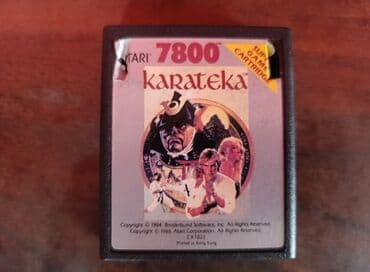 ATARI 7800
SUPER
GAME
CARTRIDGE
KARATEKA
Copyright © 1984 Broderbund Software, Inc. All Rights Reserved.
Copyright © 1988, Atari Corporation. All Rights Reserved.
Printed in Hong Kong